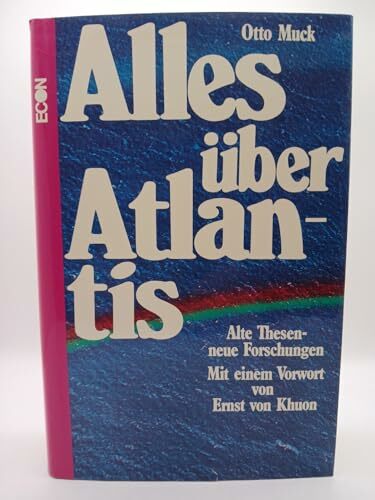 Otto Muck
ECON
Alles
über
Atlan-
tis
Alte Thesen-
neue Forschungen
Mit einem Vorwort
von
Ernst von Khuon